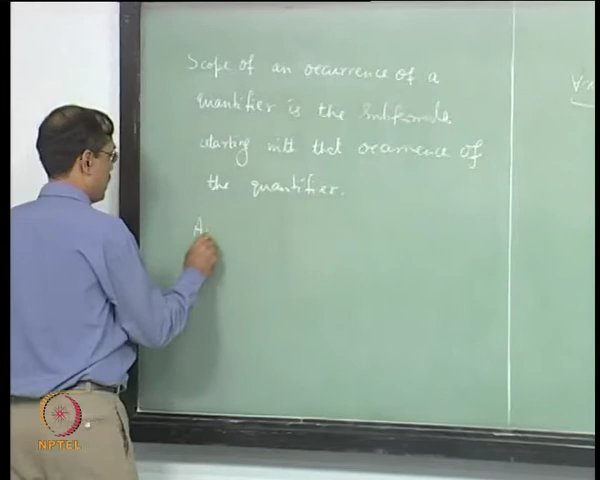 Scope of an occurrence of a
quantifier is the subformula
starting with that occurrence of
the quantifier.
A
∀x
NPTEL